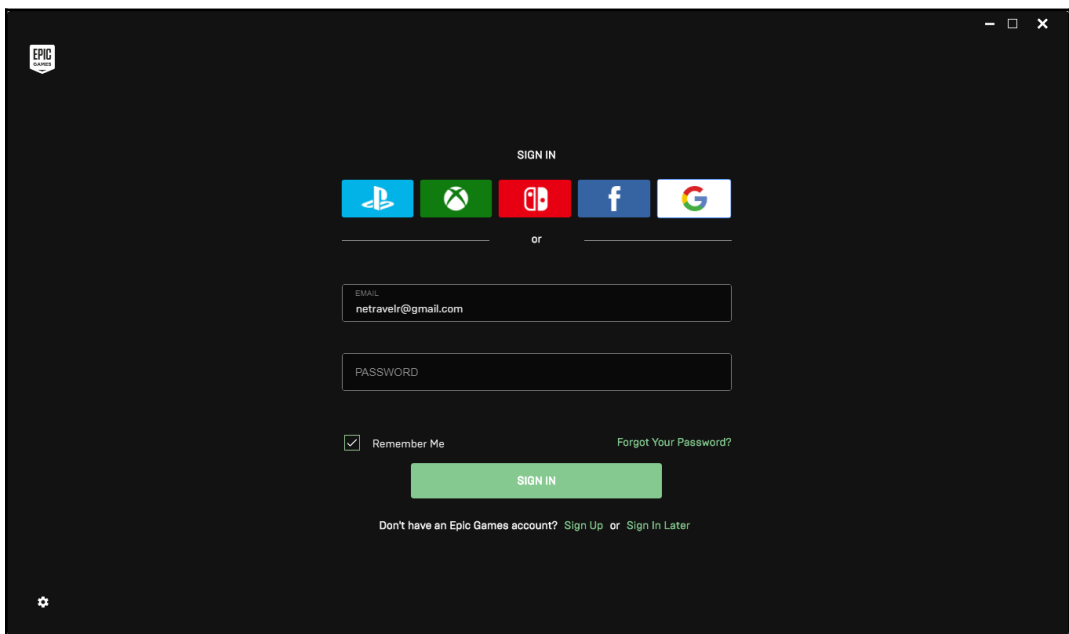 EPIC
GAMES
SIGN IN
f
G
or
EMAIL
netravelr@gmail.com
PASSWORD
Remember Me
Forgot Your Password?
SIGN IN
Don't have an Epic Games account? Sign Up or Sign In Later